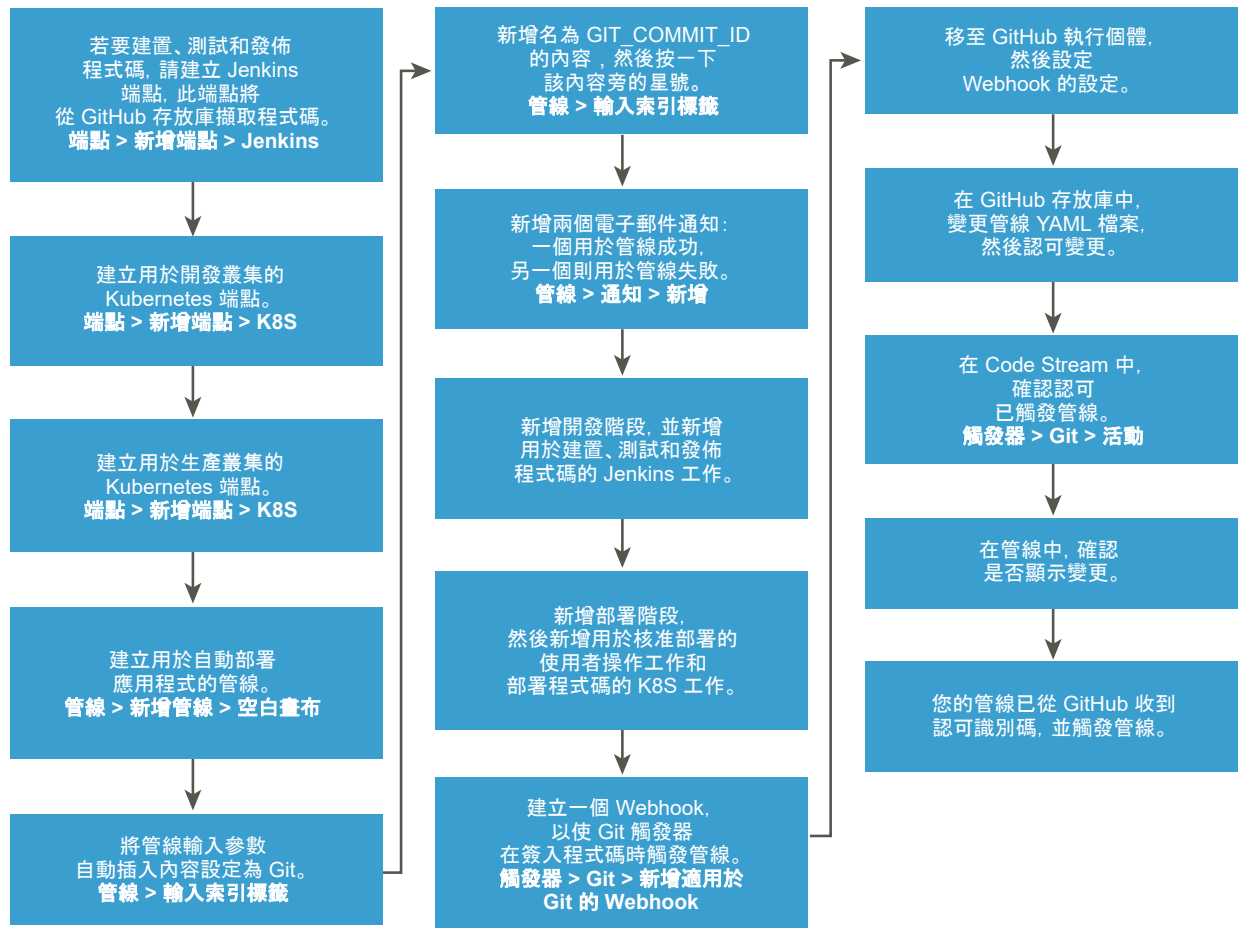 若要建置、測試和發佈
程式碼, 請建立 Jenkins
端點, 此端點將
從 GitHub 存放庫擷取程式碼。
端點 > 新增端點 > Jenkins
建立用於開發叢集的
Kubernetes 端點。
端點 > 新增端點 > K8S
建立用於生產叢集的
Kubernetes 端點。
端點 > 新增端點 > K8S
建立用於自動部署
應用程式的管線。
管線 > 新增管線 > 空白畫布
將管線輸入參數
自動插入內容設定為 Git。
管線 > 輸入索引標籤
新增名為 GIT_COMMIT_ID
的內容 , 然後按一下
該內容旁的星號。
管線 > 輸入索引標籤
新增兩個電子郵件通知:
一個用於管線成功,
另一個則用於管線失敗。
管線 > 通知 > 新增
新增開發階段, 並新增
用於建置、測試和發佈
程式碼的 Jenkins 工作。
新增部署階段,
然後新增用於核准部署的
使用者操作工作和
部署程式碼的 K8S 工作。
建立一個 Webhook,
以使 Git 觸發器
在簽入程式碼時觸發管線。
觸發器 > Git > 新增適用於
Git 的 Webhook
移至 GitHub 執行個體,
然後設定
Webhook 的設定。
在 GitHub 存放庫中,
變更管線 YAML 檔案,
然後認可變更。
在 Code Stream 中,
確認認可
已觸發管線。
觸發器 > Git > 活動
在管線中, 確認
是否顯示變更。
您的管線已從 GitHub 收到
認可識別碼, 並觸發管線。